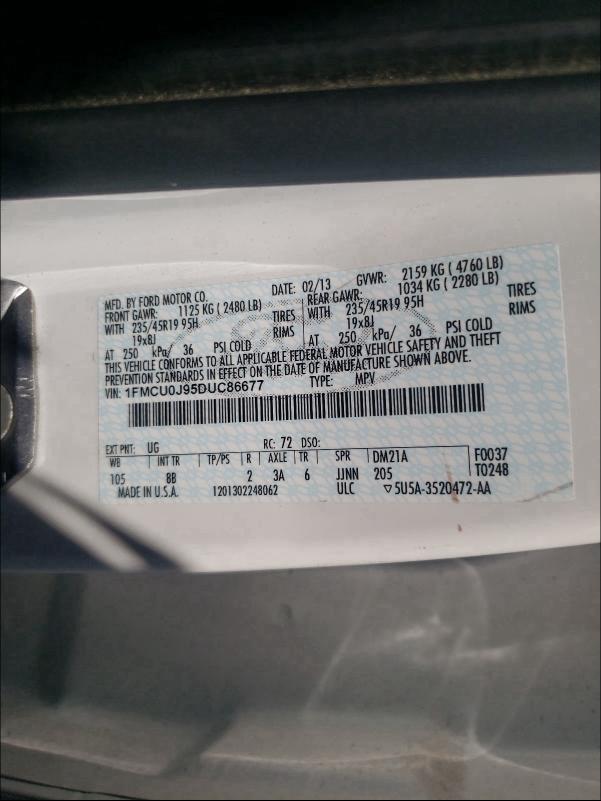 MFD. BY FORD MOTOR CO. DATE: 02/13 GVWR: 2159 KG ( 4760 LB)
FRONT GAWR: 1125 KG ( 2480 LB) REAR GAWR: 1034 KG ( 2280 LB)
WITH 235/45R19 95H TIRES WITH 235/45R19 95H TIRES
19x8J RIMS 19x8J RIMS
AT 250 kPa/ 36 PSI COLD AT 250 kPa/ 36 PSI COLD
THIS VEHICLE CONFORMS TO ALL APPLICABLE FEDERAL MOTOR VEHICLE SAFETY AND THEFT
PREVENTION STANDARDS IN EFFECT ON THE DATE OF MANUFACTURE SHOWN ABOVE.
VIN: 1FMCU0J95DUC86677 TYPE: MPV
EXT PNT: UG RC: 72 DSO:
WB INT TR TP/PS R AXLE TR SPR DM21A F0037
105 8B 2 3A 6 JJNN 205 T0248
MADE IN U.S.A. 1201302248062 ULC ▽5U5A-3520472-AA